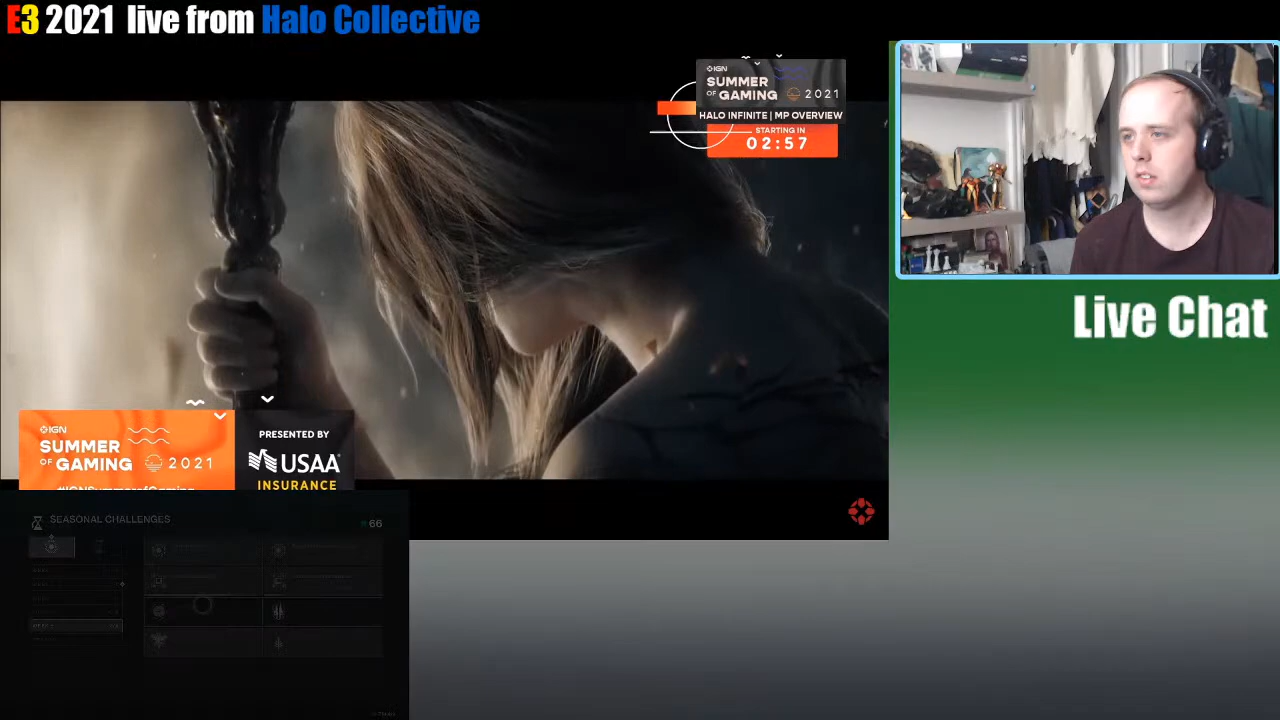 E3 2021 live from Halo Collective
IGN
SUMMER
OF GAMING 2021
HALO INFINITE | MP OVERVIEW
STARTING IN
02:57
Live Chat
IGN
SUMMER
OF GAMING 2021
#IGNSummerofGaming
PRESENTED BY
USAA
INSURANCE
SEASONAL CHALLENGES
66